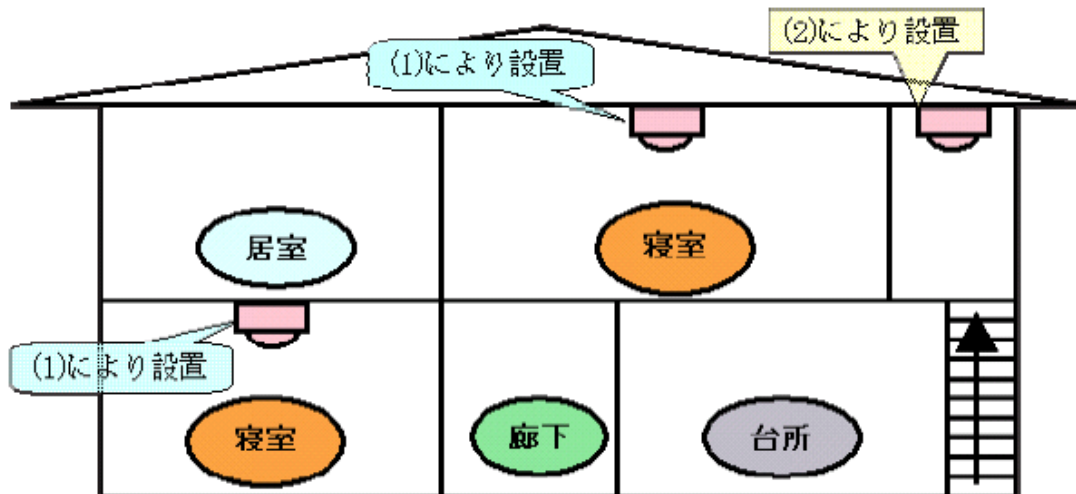 (2)により設置
(1)により設置
居室
寝室
(1)により設置
寝室
廊下
台所